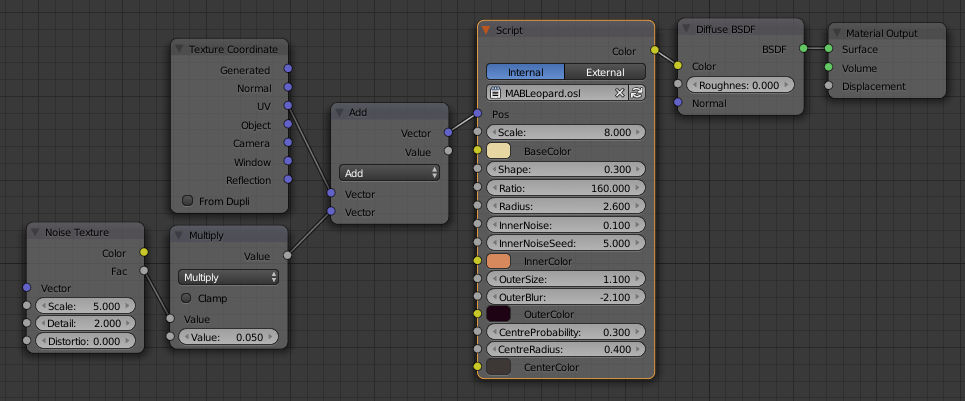 Texture Coordinate
Generated
Normal
UV
Object
Camera
Window
Reflection
From Dupli
Noise Texture
Color
Fac
Vector
Scale: 5.000
Detail: 2.000
Distortio: 0.000
Multiply
Value
Multiply
Clamp
Value
Value: 0.050
Add
Vector
Value
Add
Vector
Vector
Script
Color
Internal External
MABLeopard.osl
Pos
Scale: 8.000
BaseColor
Shape: 0.300
Ratio: 160.000
Radius: 2.600
InnerNoise: 0.100
InnerNoiseSeed: 5.000
InnerColor
OuterSize: 1.100
OuterBlur: -2.100
OuterColor
CentreProbability: 0.300
CentreRadius: 0.400
CenterColor
Diffuse BSDF
BSDF
Color
Roughnes: 0.000
Normal
Material Output
Surface
Volume
Displacement